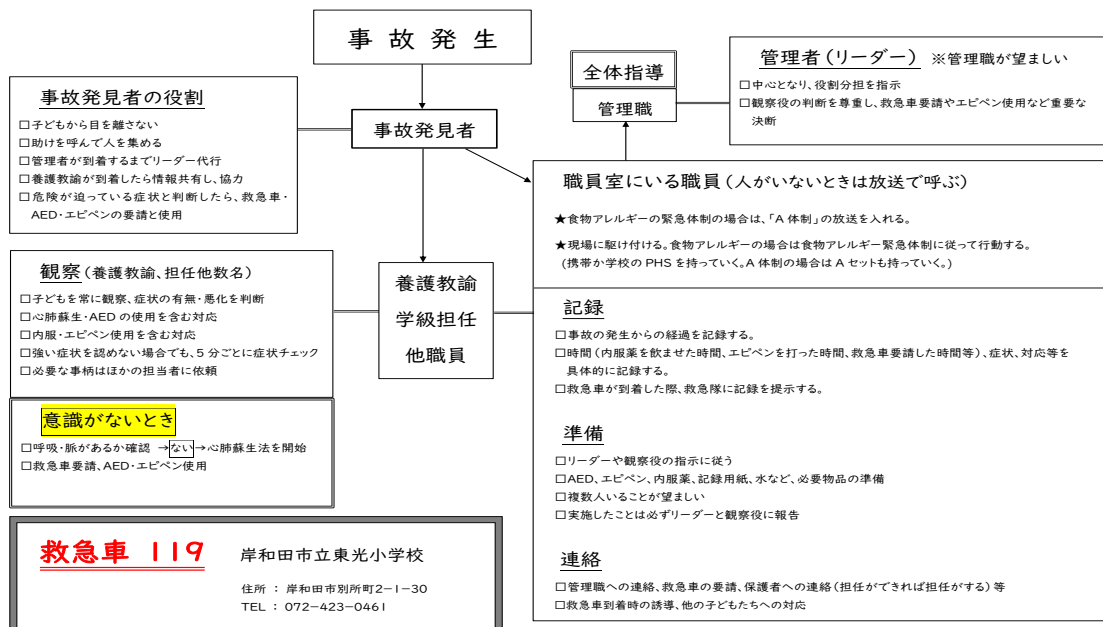 事 故 発 生
事故発見者の役割
□子どもから目を離さない
□助けを呼んで人を集める
□管理者が到着するまでリーダー代行
□養護教諭が到着したら情報共有し、協力
□危険が迫っている症状と判断したら、救急車・
AED・エピペンの要請と使用
事故発見者
全体指導
管理職
管理者(リーダー) ※管理職が望ましい
□中心となり、役割分担を指示
□観察役の判断を尊重し、救急車要請やエピペン使用など重要な
決断
職員室にいる職員(人がいないときは放送で呼ぶ)
★食物アレルギーの緊急体制の場合は、「A 体制」の放送を入れる。
★現場に駆け付ける。食物アレルギーの場合は食物アレルギー緊急体制に従って行動する。
(携帯か学校の PHS を持っていく。A 体制の場合は A セットも持っていく。)
観察(養護教諭、担任他数名)
□子どもを常に観察、症状の有無・悪化を判断
□心肺蘇生・AED の使用を含む対応
□内服・エピペン使用を含む対応
□強い症状を認めない場合でも、5 分ごとに症状チェック
□必要な事柄はほかの担当者に依頼
養護教諭
学級担任
他職員
意識がないとき
□呼吸・脈があるか確認 →ない→心肺蘇生法を開始
□救急車要請、AED・エピペン使用
記録
□事故の発生からの経過を記録する。
□時間(内服薬を飲ませた時間、エピペンを打った時間、救急車要請した時間等)、症状、対応等を
具体的に記録する。
□救急車が到着した際、救急隊に記録を提示する。
準備
□リーダーや観察役の指示に従う
□AED、エピペン、内服薬、記録用紙、水など、必要物品の準備
□複数人いることが望ましい
□実施したことは必ずリーダーと観察役に報告
連絡
□管理職への連絡、救急車の要請、保護者への連絡(担任ができれば担任がする)等
□救急車到着時の誘導、他の子どもたちへの対応
救急車 119 岸和田市立東光小学校
住所 : 岸和田市別所町2-1-30
TEL : 072-423-0461